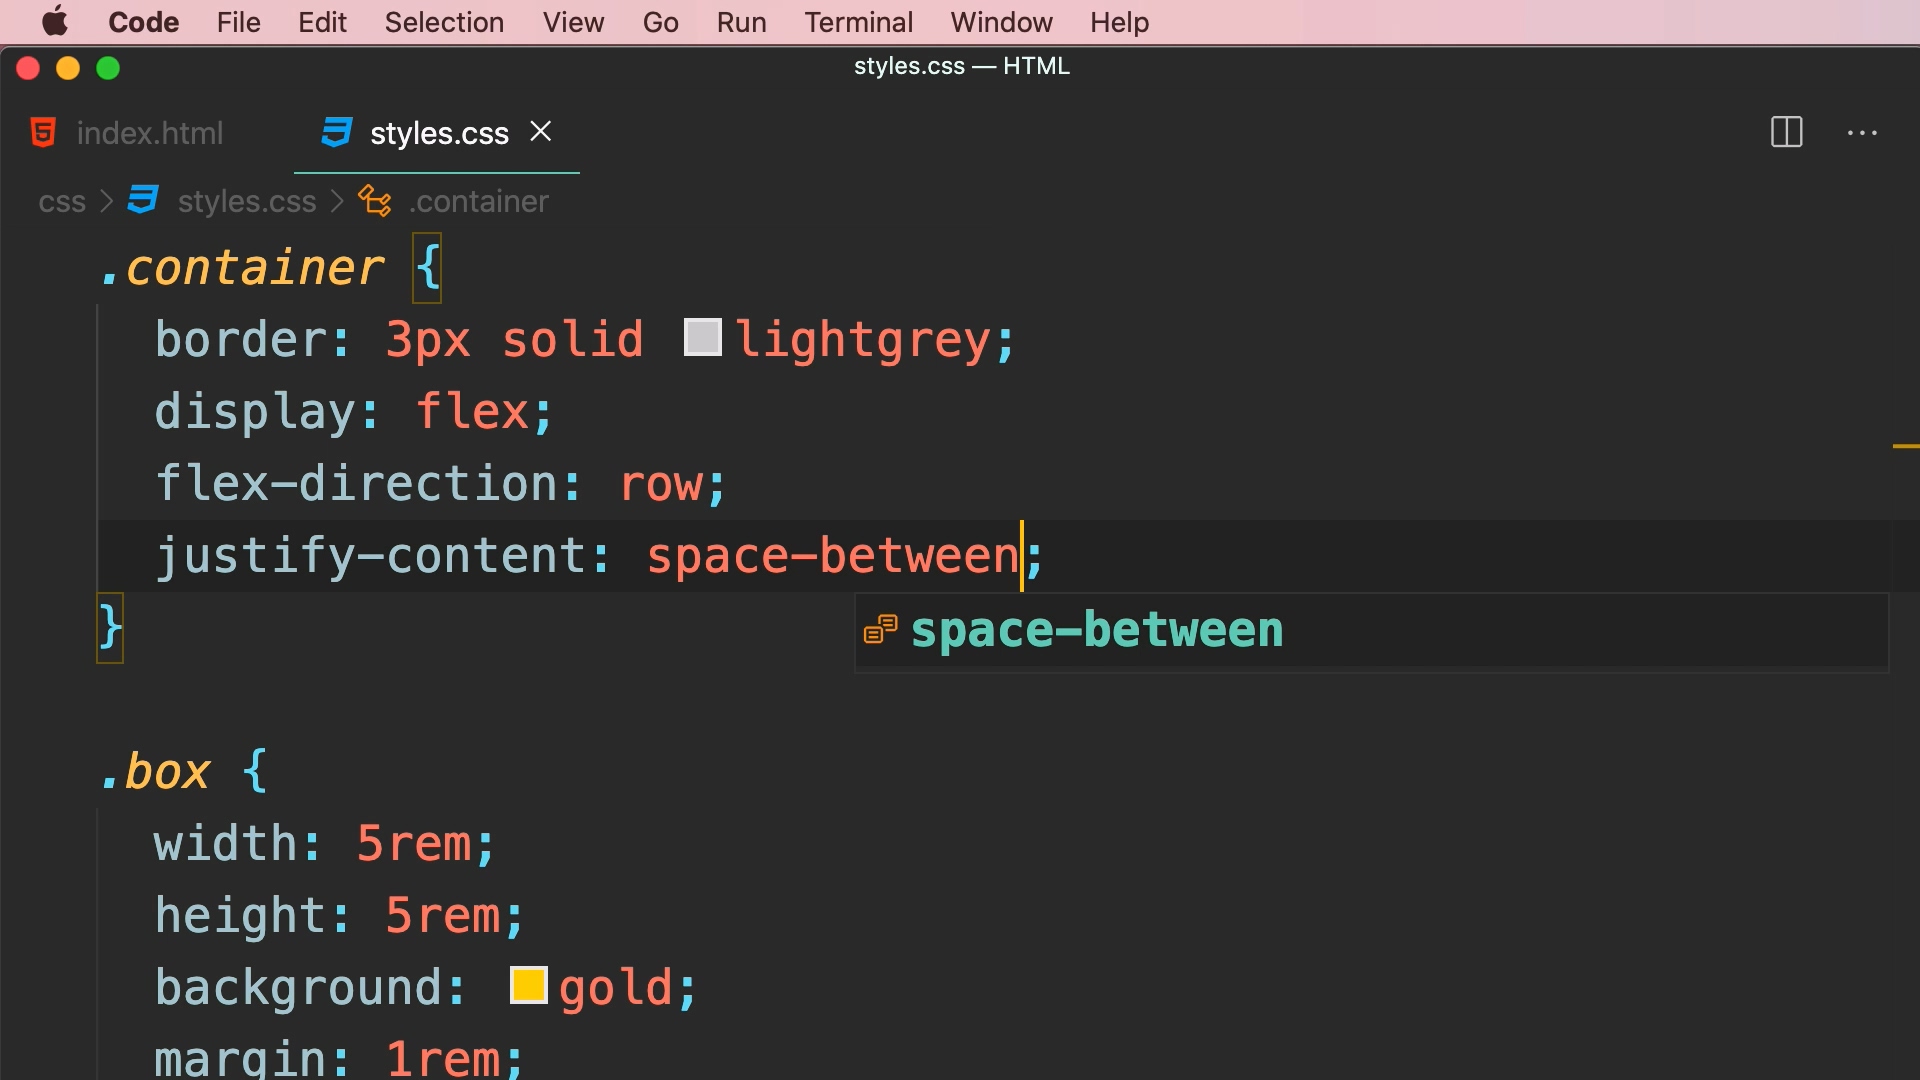 Code File Edit Selection View Go Run Terminal Window Help
styles.css — HTML
index.html styles.css
css > styles.css > .container
.container {
border: 3px solid lightgrey;
display: flex;
flex-direction: row;
justify-content: space-between;
}
space-between
.box {
width: 5rem;
height: 5rem;
background: gold;
margin: 1rem;